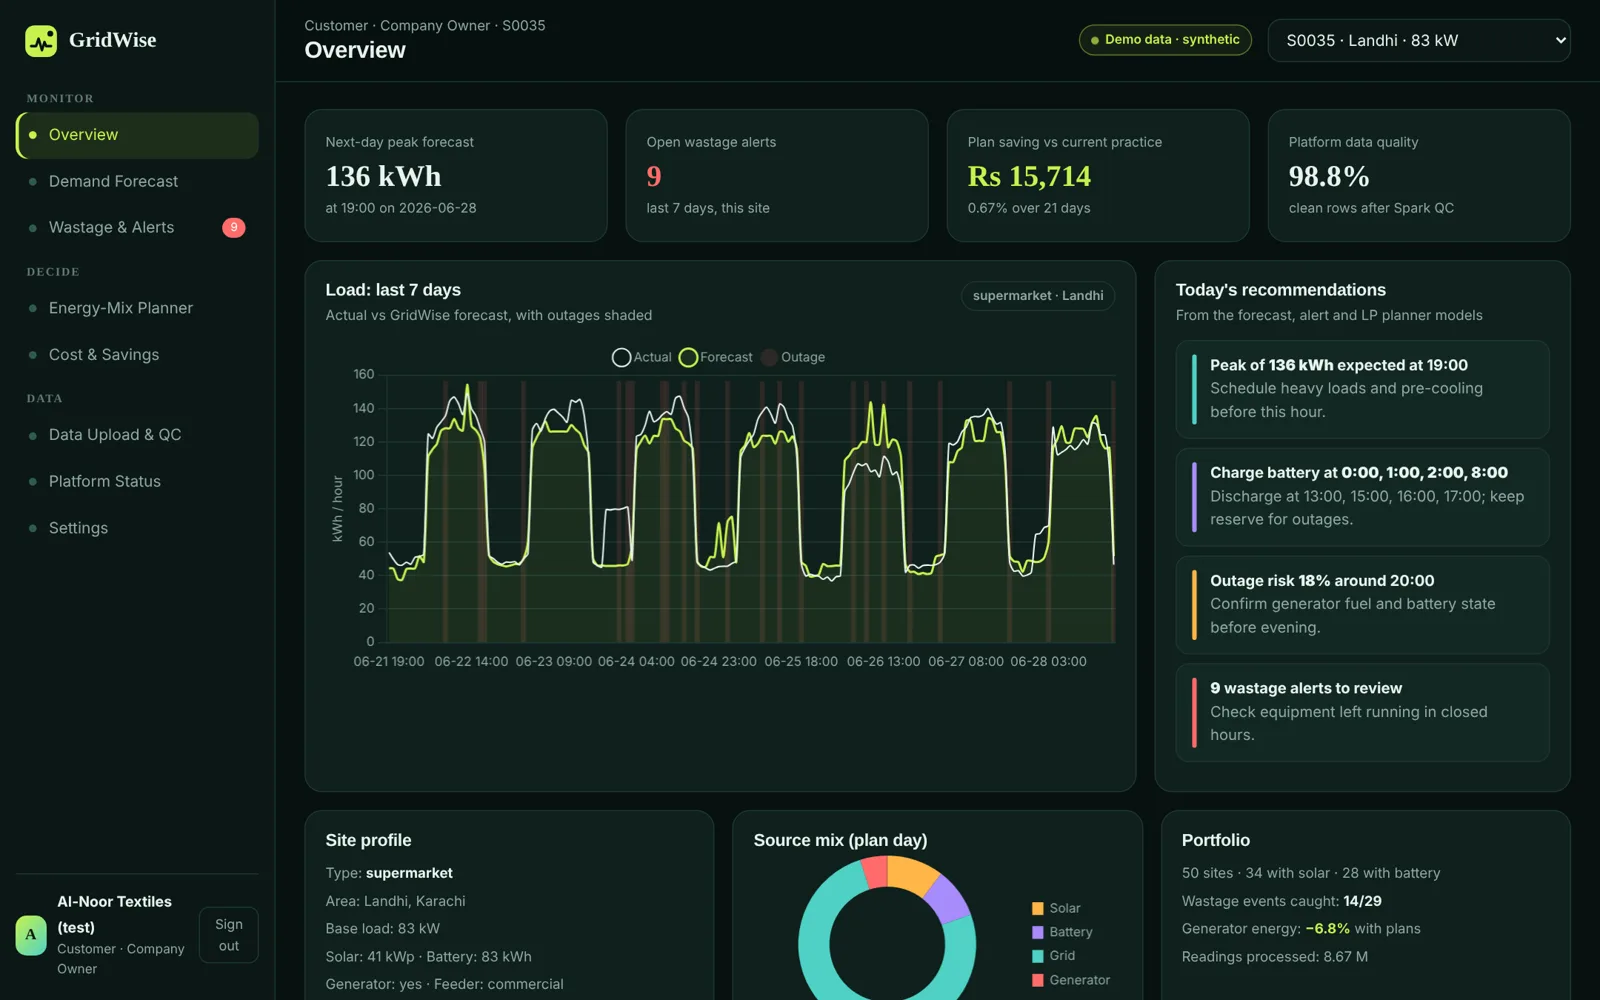 GridWise
MONITOR
Overview
Demand Forecast
Wastage & Alerts
9
DECIDE
Energy-Mix Planner
Cost & Savings
DATA
Data Upload & QC
Platform Status
Settings
A
Al-Noor Textiles
(test)
Customer · Company
Owner
Sign
out
Customer · Company Owner · S0035
Overview
Demo data · synthetic
S0035 · Landhi · 83 kW
Next-day peak forecast
136 kWh
at 19:00 on 2026-06-28
Open wastage alerts
9
last 7 days, this site
Plan saving vs current practice
Rs 15,714
0.67% over 21 days
Platform data quality
98.8%
clean rows after Spark QC
Load: last 7 days
Actual vs GridWise forecast, with outages shaded
supermarket · Landhi
Actual Forecast Outage
kWh / hour
160
140
120
100
80
60
40
20
0
06-21 19:00 06-22 14:00 06-23 09:00 06-24 04:00 06-24 23:00 06-25 18:00 06-26 13:00 06-27 08:00 06-28 03:00
Today's recommendations
From the forecast, alert and LP planner models
Peak of 136 kWh expected at 19:00
Schedule heavy loads and pre-cooling
before this hour.
Charge battery at 0:00, 1:00, 2:00, 8:00
Discharge at 13:00, 15:00, 16:00, 17:00; keep
reserve for outages.
Outage risk 18% around 20:00
Confirm generator fuel and battery state
before evening.
9 wastage alerts to review
Check equipment left running in closed
hours.
Site profile
Type: supermarket
Area: Landhi, Karachi
Base load: 83 kW
Solar: 41 kWp · Battery: 83 kWh
Generator: yes · Feeder: commercial
Source mix (plan day)
Solar
Battery
Grid
Generator
Portfolio
50 sites · 34 with solar · 28 with battery
Wastage events caught: 14/29
Generator energy: −6.8% with plans
Readings processed: 8.67 M